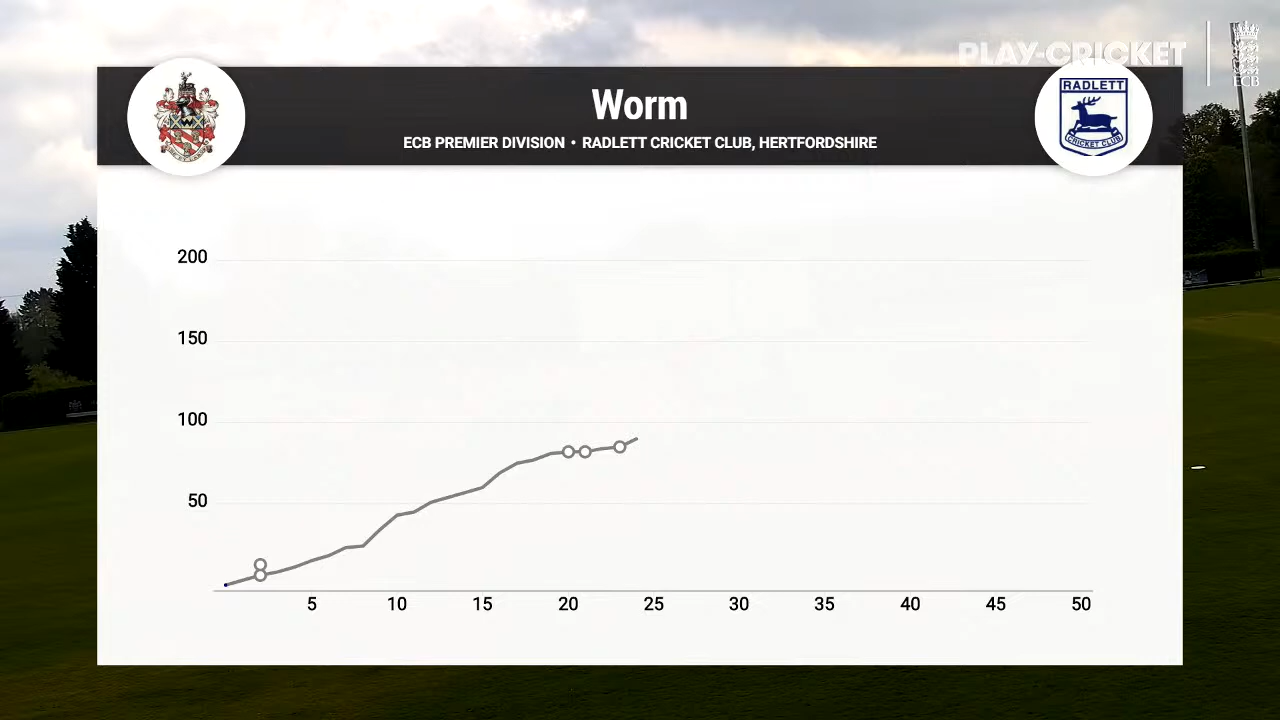 PLAY-CRICKET
ECB
Worm
ECB PREMIER DIVISION • RADLETT CRICKET CLUB, HERTFORDSHIRE
RADLETT
CRICKET CLUB
200
150
100
50
5 10 15 20 25 30 35 40 45 50